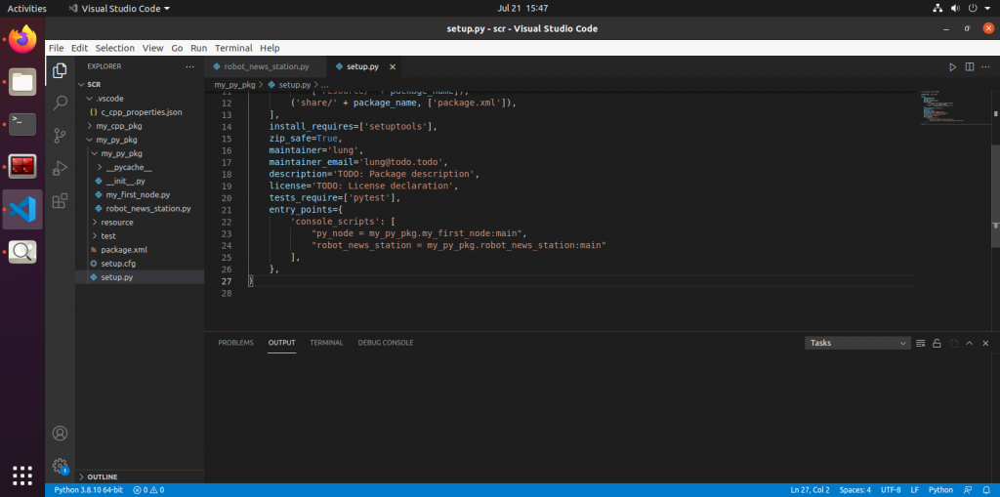 Activities
Visual Studio Code
Jul 21 15:47
setup.py - scr - Visual Studio Code
File Edit Selection View Go Run Terminal Help
EXPLORER
SCR
.vscode
c_cpp_properties.json
my_cpp_pkg
my_py_pkg
my_py_pkg
__pycache__
__init__.py
my_first_node.py
robot_news_station.py
resource
test
package.xml
setup.cfg
setup.py
OUTLINE
robot_news_station.py
setup.py
my_py_pkg > setup.py > ...
12 ('share/' + package_name, ['package.xml']),
13 ],
14 install_requires=['setuptools'],
15 zip_safe=True,
16 maintainer='lung',
17 maintainer_email='lung@todo.todo',
18 description='TODO: Package description',
19 license='TODO: License declaration',
20 tests_require=['pytest'],
21 entry_points={
22 'console_scripts': [
23 "py_node = my_py_pkg.my_first_node:main",
24 "robot_news_station = my_py_pkg.robot_news_station:main"
25 ],
26 },
27 )
28
PROBLEMS OUTPUT TERMINAL DEBUG CONSOLE
Tasks
Python 3.8.10 64-bit 0 0
Ln 27, Col 2 Spaces: 4 UTF-8 LF Python